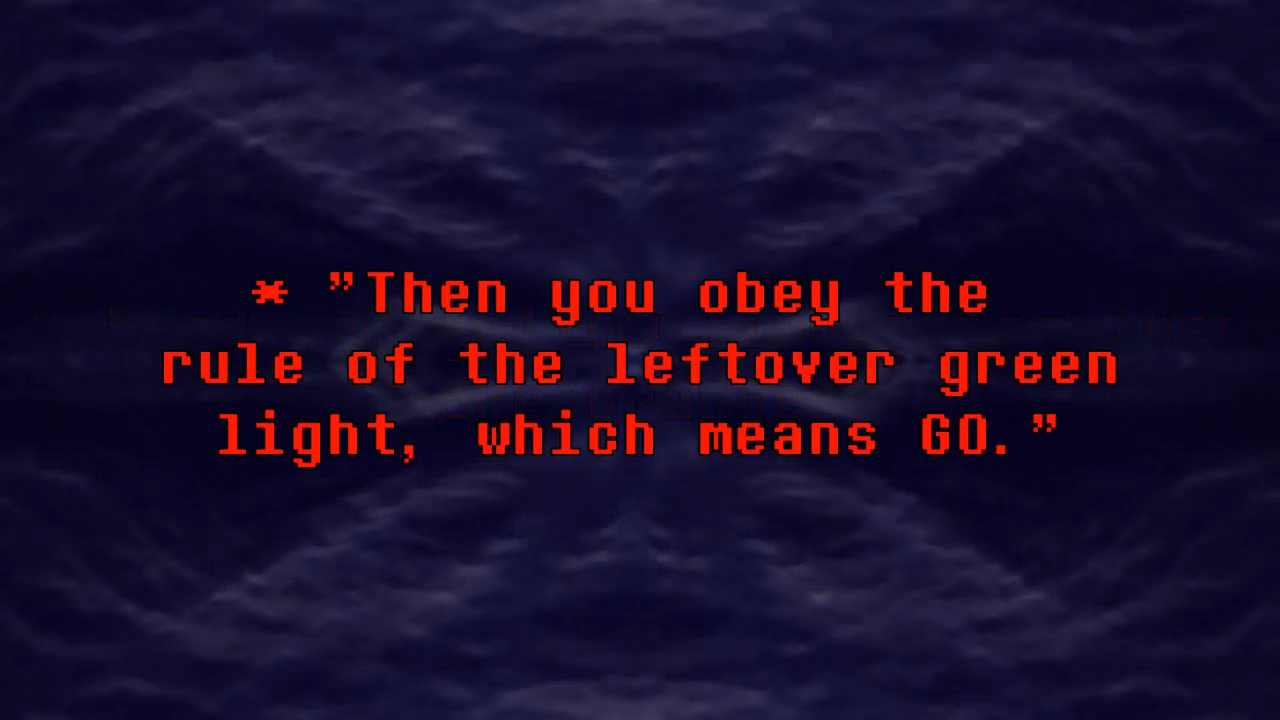 * "Then you obey the
rule of the leftover green
light, which means GO."